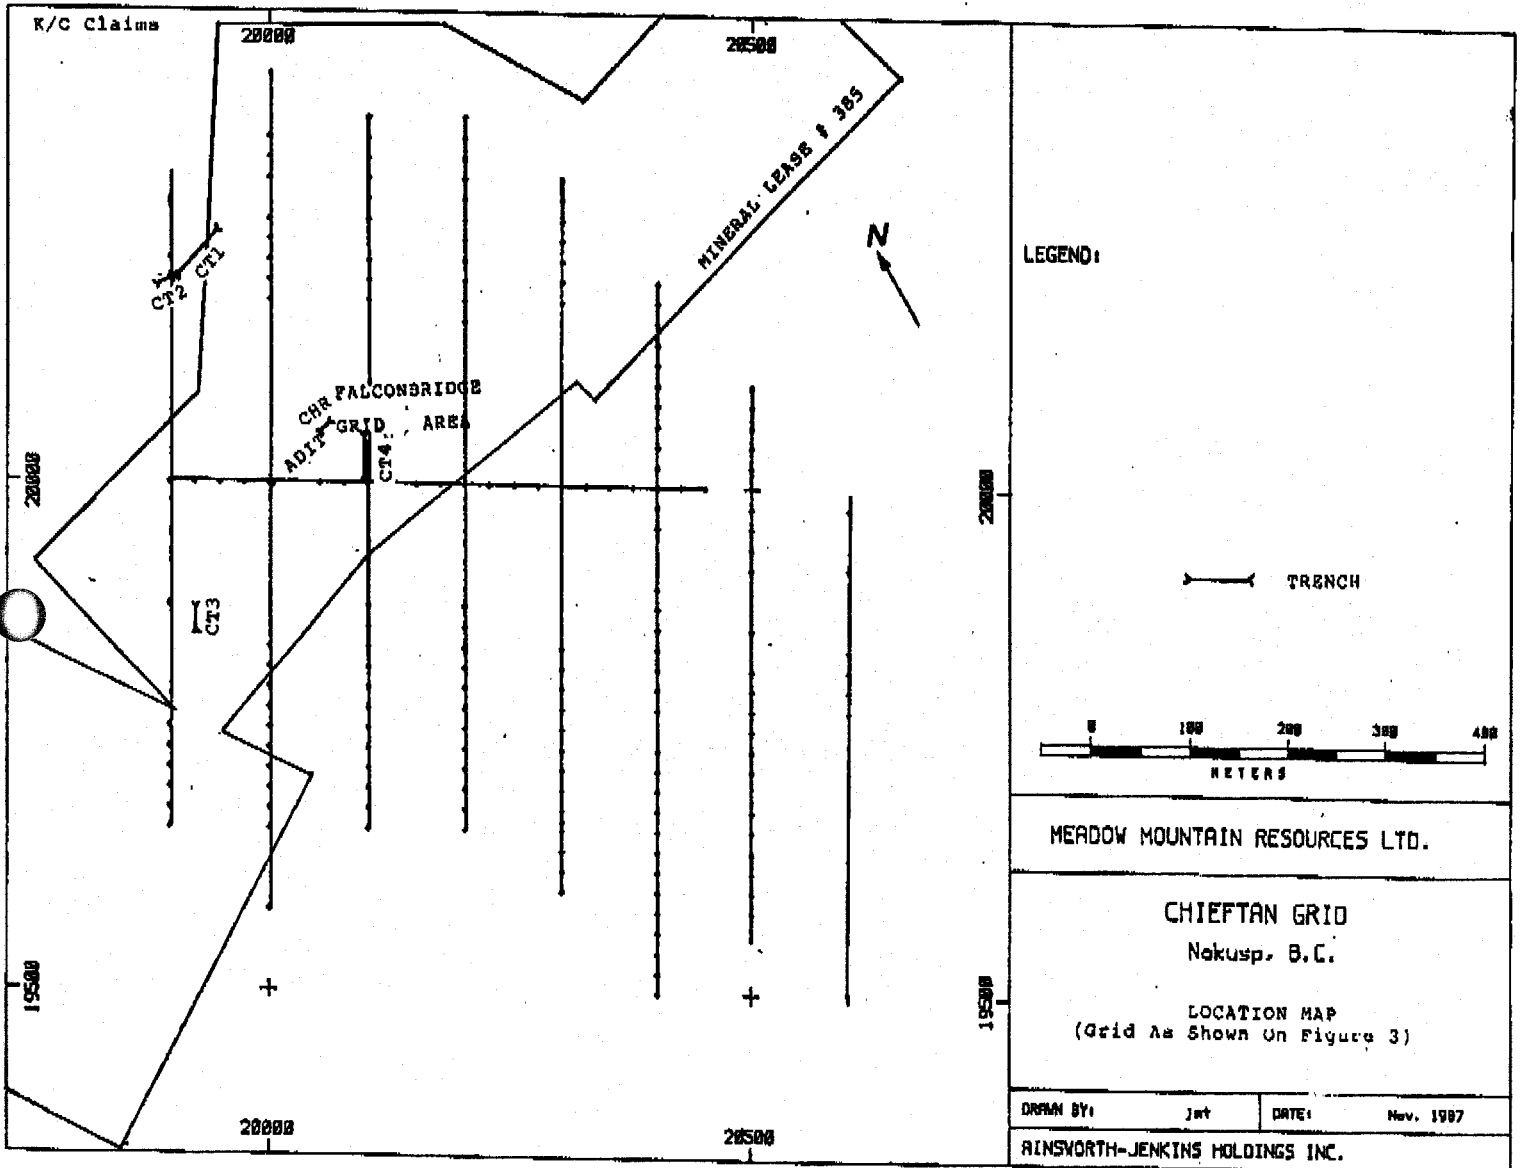 K/C Claims
20000
20500
MINERAL LEASE # 385
N
CT1
CT2
CHR
FALCONBRIDGE
GRID AREA
ADIT
CT4
20000
20000
CT3
19500
19500
20000
20500
LEGEND:
TRENCH
0 100 200 300 400
METERS
MEADOW MOUNTAIN RESOURCES LTD.
CHIEFTAN GRID
Nakusp, B.C.
LOCATION MAP
(Grid As Shown On Figure 3)
DRAWN BY: jmt DATE: Nov. 1987
AINSWORTH-JENKINS HOLDINGS INC.